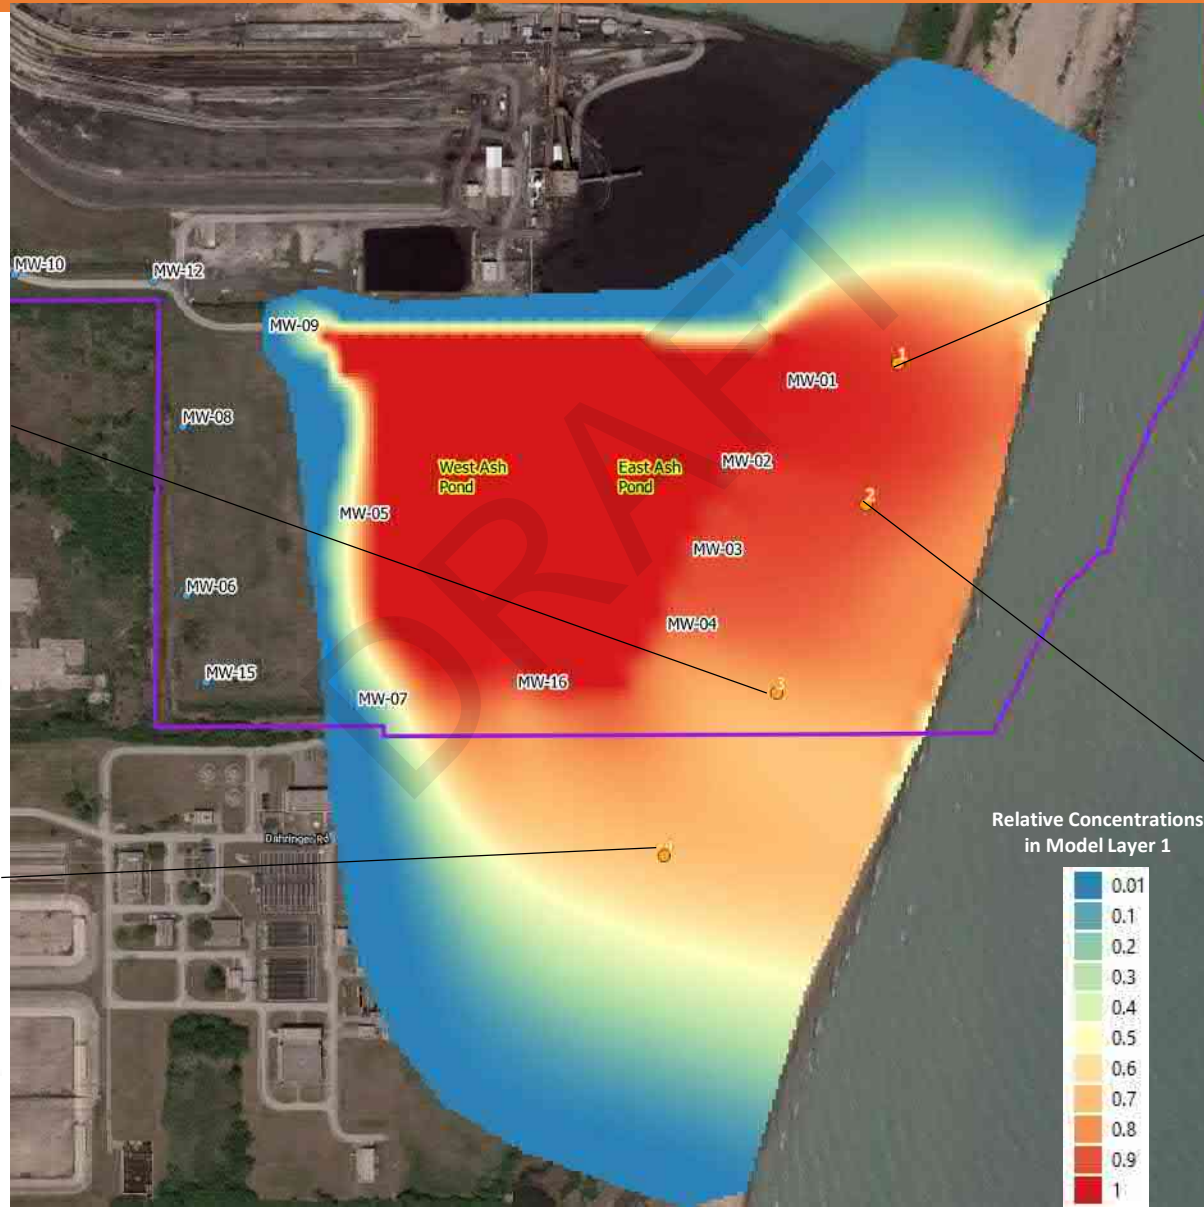 MW-10
MW-12
MW-09
MW-08
MW-01
1
West Ash
Pond
East Ash
Pond
MW-02
MW-05
2
MW-03
MW-06
MW-04
MW-15
MW-16
3
MW-07
DRAFT
Dahringer Rd
4
Relative Concentrations
in Model Layer 1
0.01
0.1
0.2
0.3
0.4
0.5
0.6
0.7
0.8
0.9
1